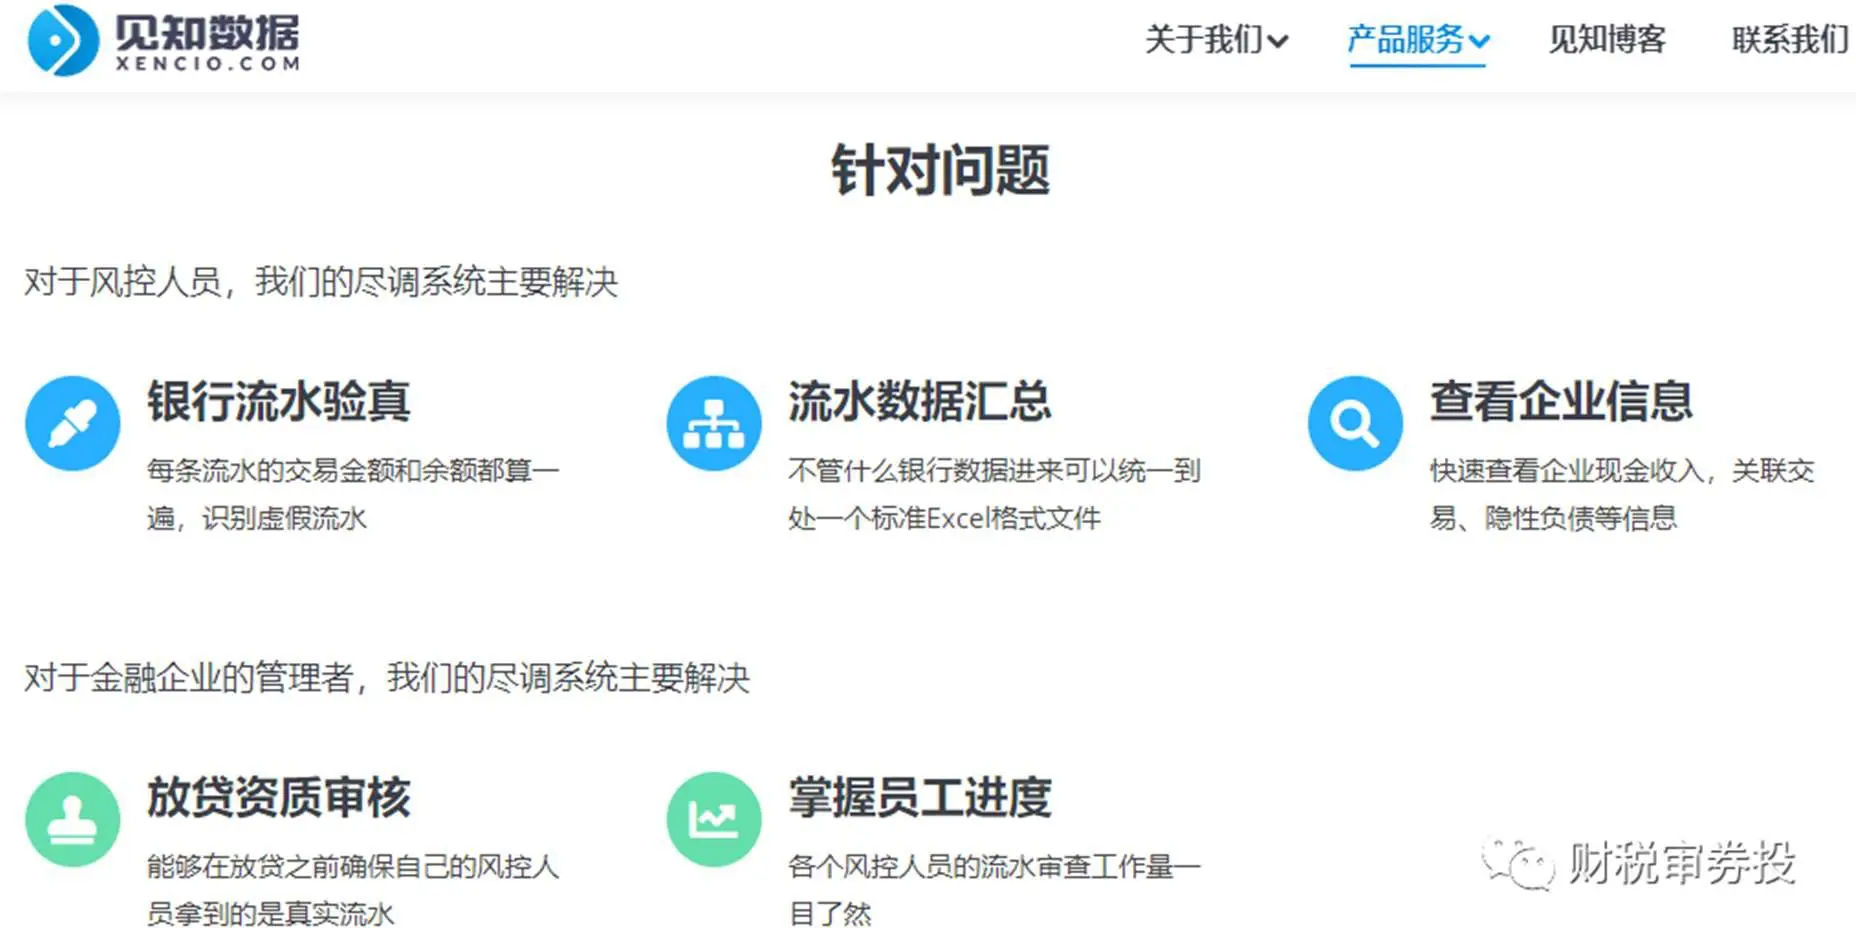 见知数据
XENCIO.COM
关于我们 产品服务 见知博客 联系我们
针对问题
对于风控人员，我们的尽调系统主要解决
银行流水验真
每条流水的交易金额和余额都算一
遍，识别虚假流水
流水数据汇总
不管什么银行数据进来可以统一到
处一个标准Excel格式文件
查看企业信息
快速查看企业现金收入，关联交
易、隐性负债等信息
对于金融企业的管理者，我们的尽调系统主要解决
放贷资质审核
能够在放贷之前确保自己的风控人
员拿到的是真实流水
掌握员工进度
各个风控人员的流水审查工作量一
目了然
财税审券投